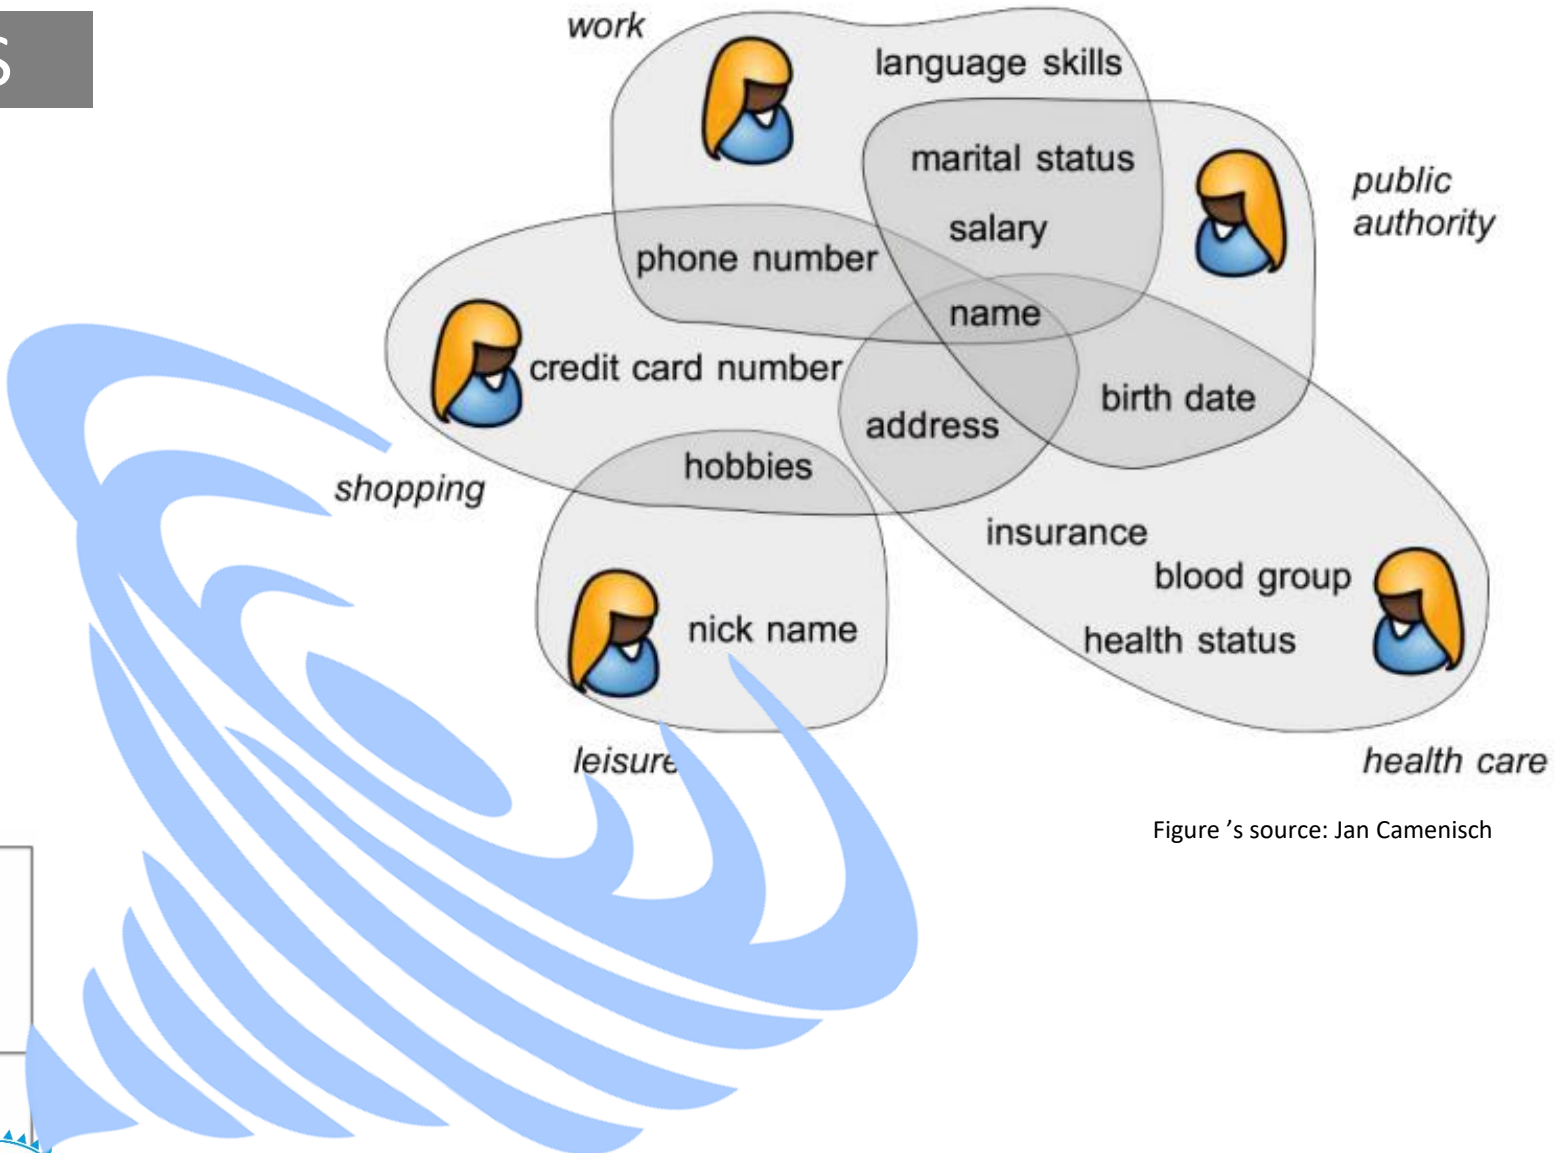 S
work
language skills
marital status
public
authority
salary
phone number
name
credit card number
birth date
address
hobbies
shopping
insurance
blood group
nick name
health status
leisure
health care
Figure ’s source: Jan Camenisch